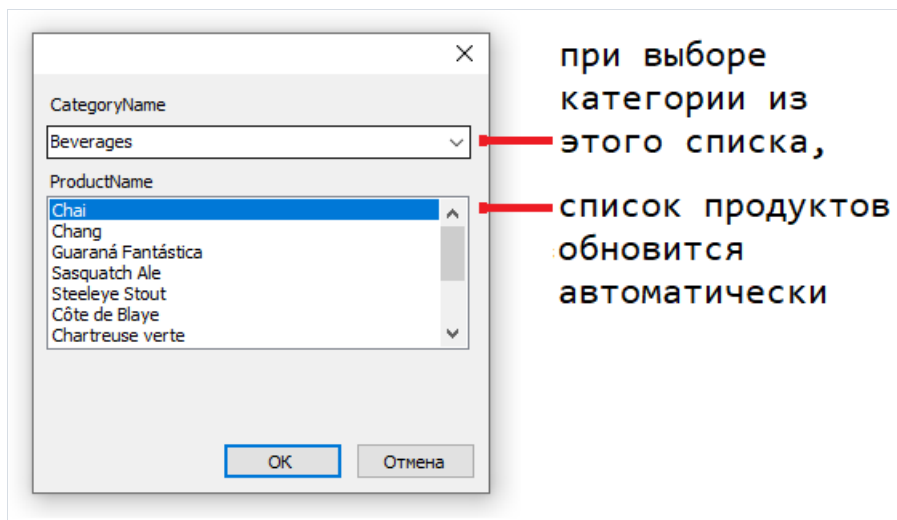 CategoryName
Beverages
ProductName
Chai
Chang
Guaraná Fantástica
Sasquatch Ale
Steeleye Stout
Côte de Blaye
Chartreuse verte
OK
Отмена
при выборе
категории из
этого списка,
список продуктов
обновится
автоматически